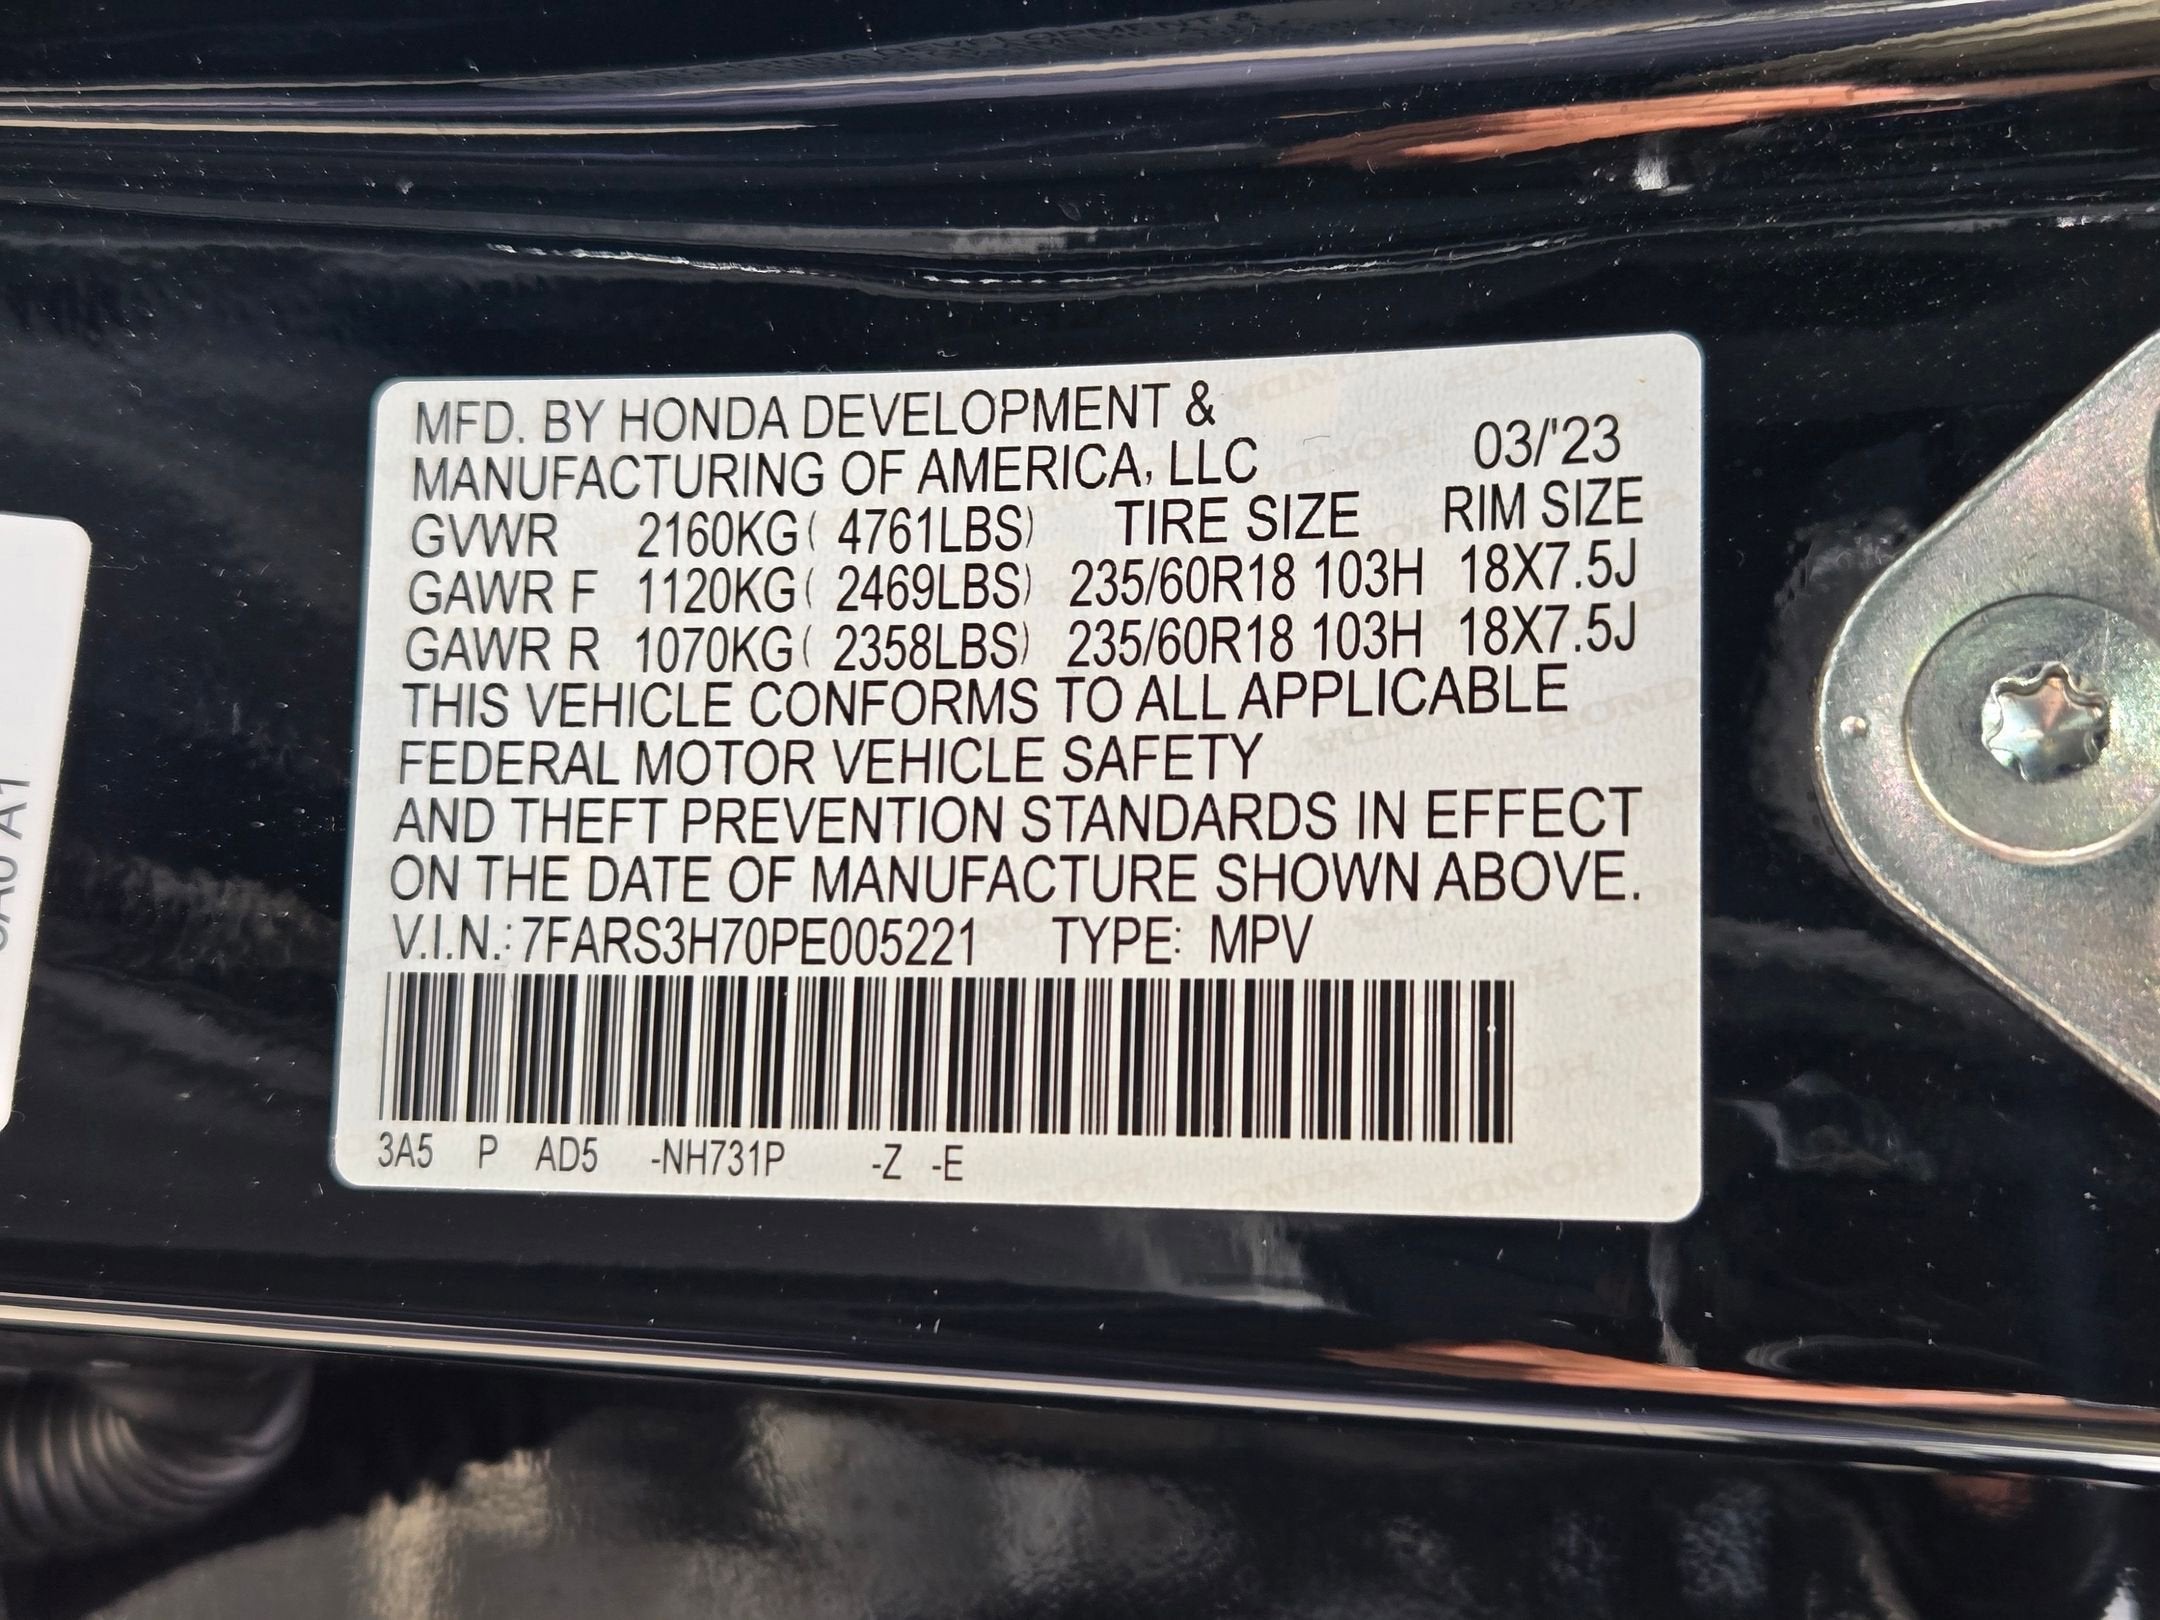 MFD. BY HONDA DEVELOPMENT &
MANUFACTURING OF AMERICA, LLC 03/'23
GVWR 2160KG( 4761LBS) TIRE SIZE RIM SIZE
GAWR F 1120KG( 2469LBS) 235/60R18 103H 18X7.5J
GAWR R 1070KG( 2358LBS) 235/60R18 103H 18X7.5J
THIS VEHICLE CONFORMS TO ALL APPLICABLE
FEDERAL MOTOR VEHICLE SAFETY
AND THEFT PREVENTION STANDARDS IN EFFECT
ON THE DATE OF MANUFACTURE SHOWN ABOVE.
V.I.N.: 7FARS3H70PE005221 TYPE: MPV
3A5 P AD5 -NH731P -Z -E
A1